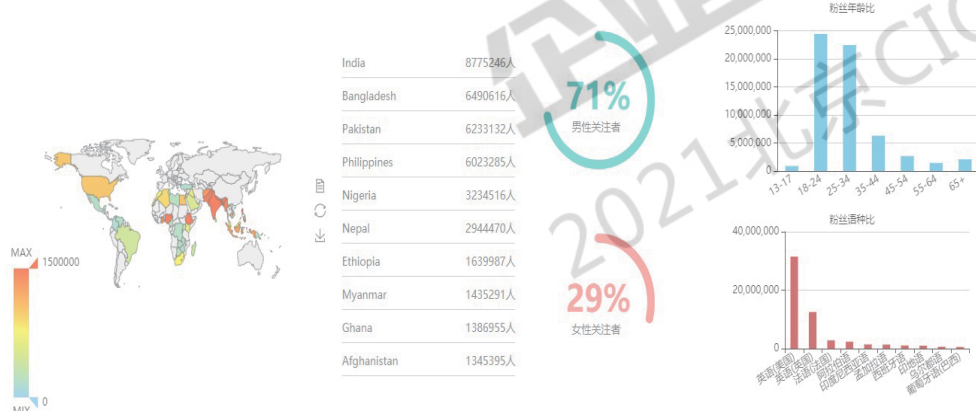 MAX
1500000
0
MIX
India 8775246人
Bangladesh 6490616人
Pakistan 6233132人
Philippines 6023285人
Nigeria 3234516人
Nepal 2944470人
Ethiopia 1639987人
Myanmar 1435291人
Ghana 1386955人
Afghanistan 1345395人
71%
男性关注者
29%
女性关注者
粉丝年龄比
25,000,000
20,000,000
15,000,000
10,000,000
5,000,000
0
13-17
18-24
25-34
35-44
45-54
55-64
65+
粉丝语种比
40,000,000
20,000,000
0
英语(美国)
英语(英国)
法语(法国)
阿拉伯语
印度尼西亚语
孟加拉语
西班牙语
印地语
乌尔都语
葡萄牙语(巴西)
2021北京CIO